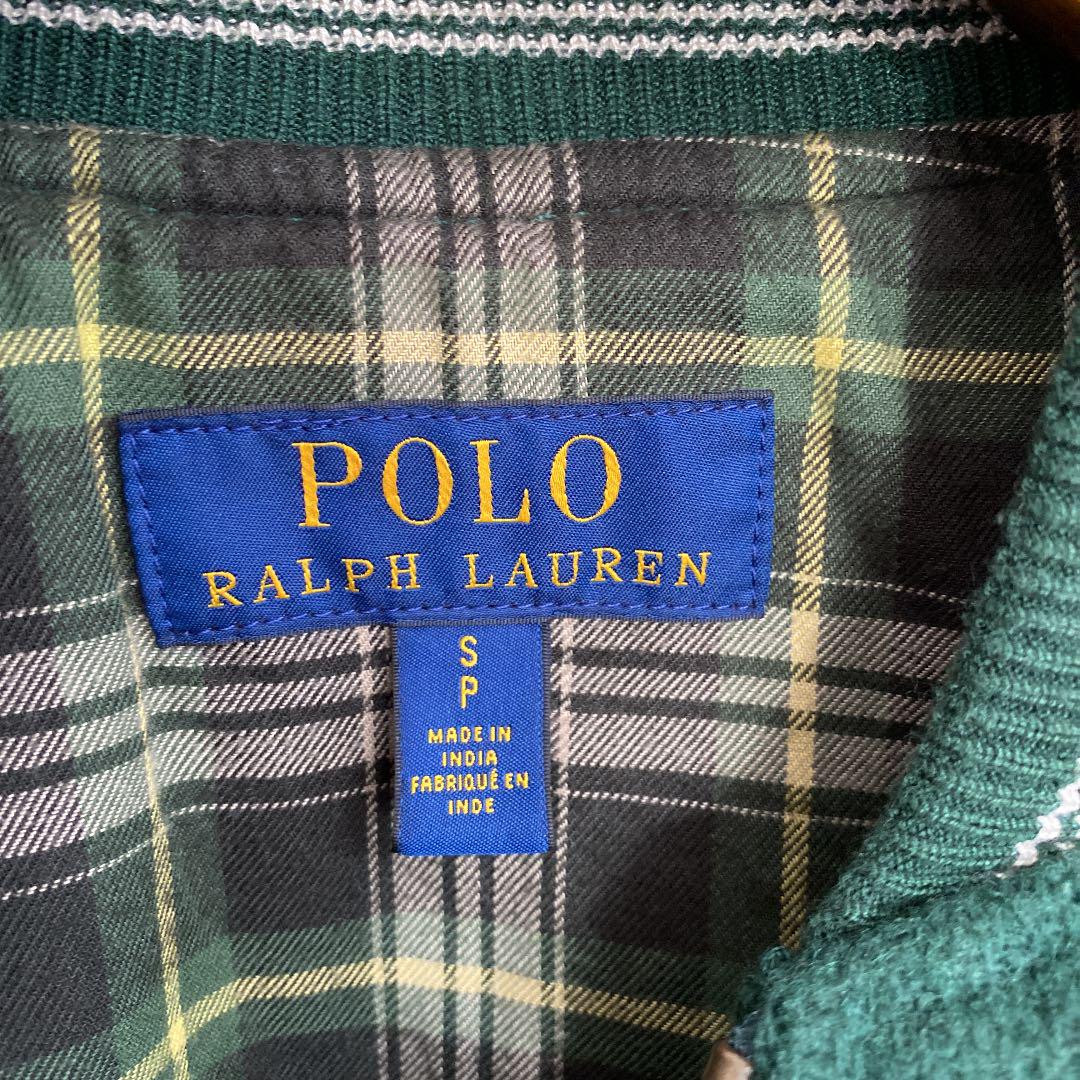 POLO
RALPH LAUREN
S
P
MADE IN
INDIA
FABRIQUÉ EN
INDE